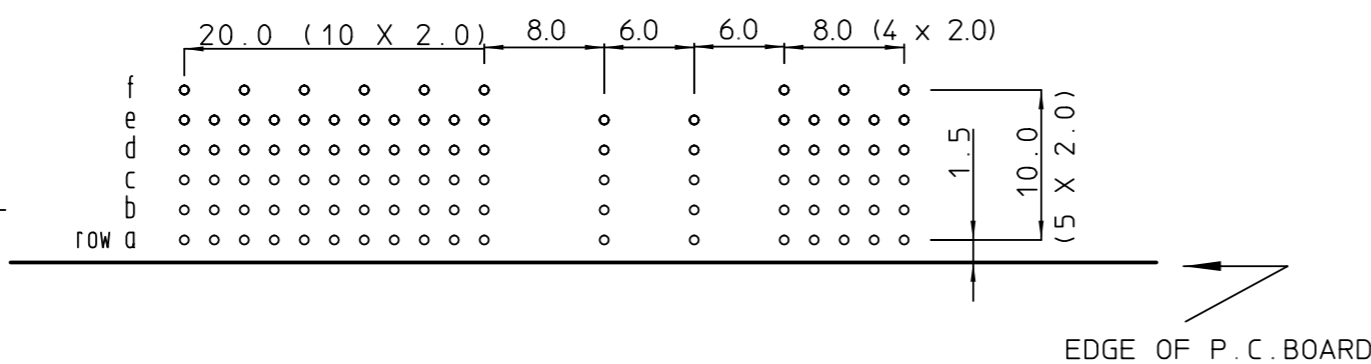 20.0 (10 X 2.0) 8.0 6.0 6.0 8.0 (4 x 2.0)
f
e
d
c
b
row a
1.5
10.0
(5 X 2.0)
EDGE OF P.C.BOARD